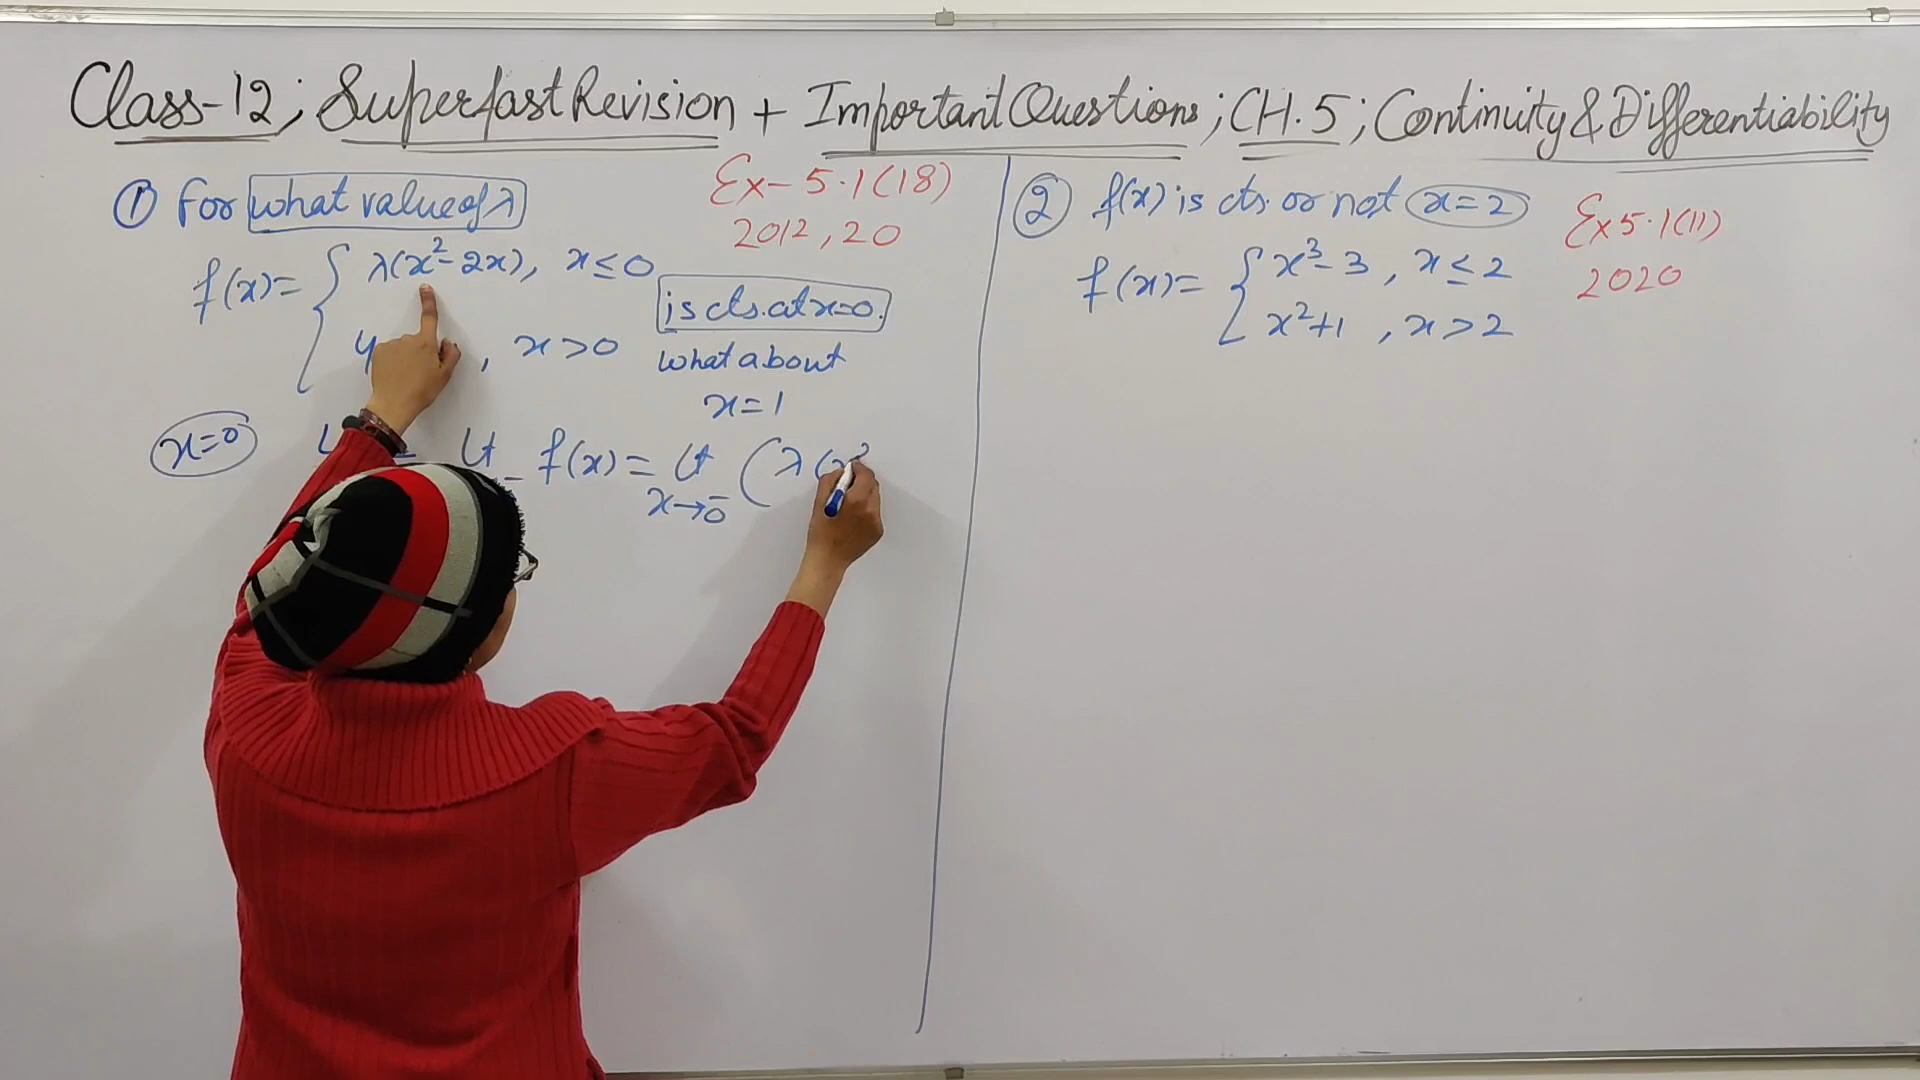 Class-12; Superfast Revision + Important Questions; CH.5; Continuity & Differentiability
① For what value of λ
Ex-5.1(18)
2012, 20
f(x)= { λ(x²-2x), x≤0
4 , x>0
is cts. at x=0.
what about
x=1
x=0
Lt f(x) = Lt (λ(x²
x→0⁻
② f(x) is cts. or not x=2
Ex 5.1(11)
2020
f(x)= { x³-3, x≤2
x²+1, x>2